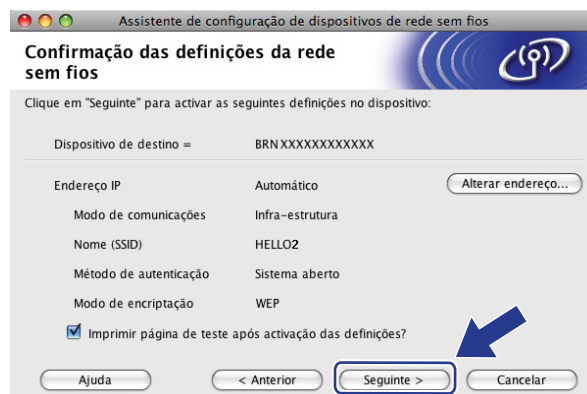 Assistente de configuração de dispositivos de rede sem fios
Confirmação das definições da rede
sem fios
Clique em "Seguinte" para activar as seguintes definições no dispositivo:
Dispositivo de destino = BRNXXXXXXXXXXXX
Endereço IP Automático Alterar endereço...
Modo de comunicações Infra-estrutura
Nome (SSID) HELLO2
Método de autenticação Sistema aberto
Modo de encriptação WEP
Imprimir página de teste após activação das definições?
Ajuda < Anterior Seguinte > Cancelar